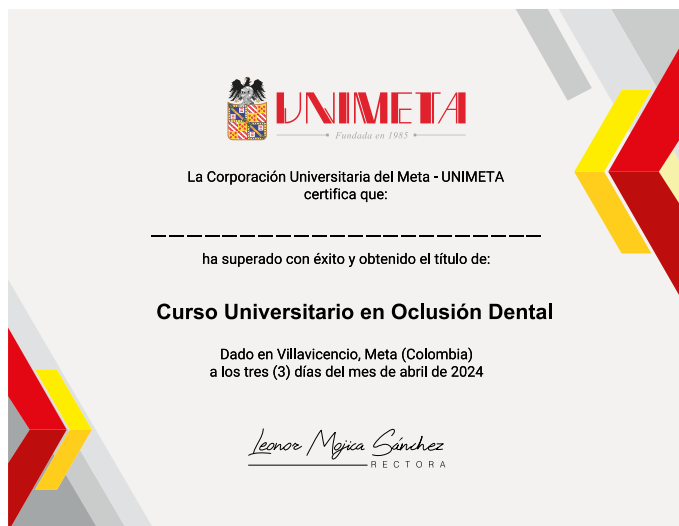 UNIMETA
Fundada en 1985
La Corporación Universitaria del Meta - UNIMETA
certifica que:
ha superado con éxito y obtenido el título de:
Curso Universitario en Oclusión Dental
Dado en Villavicencio, Meta (Colombia)
a los tres (3) días del mes de abril de 2024
Leonor Mojica Sánchez
RECTORA